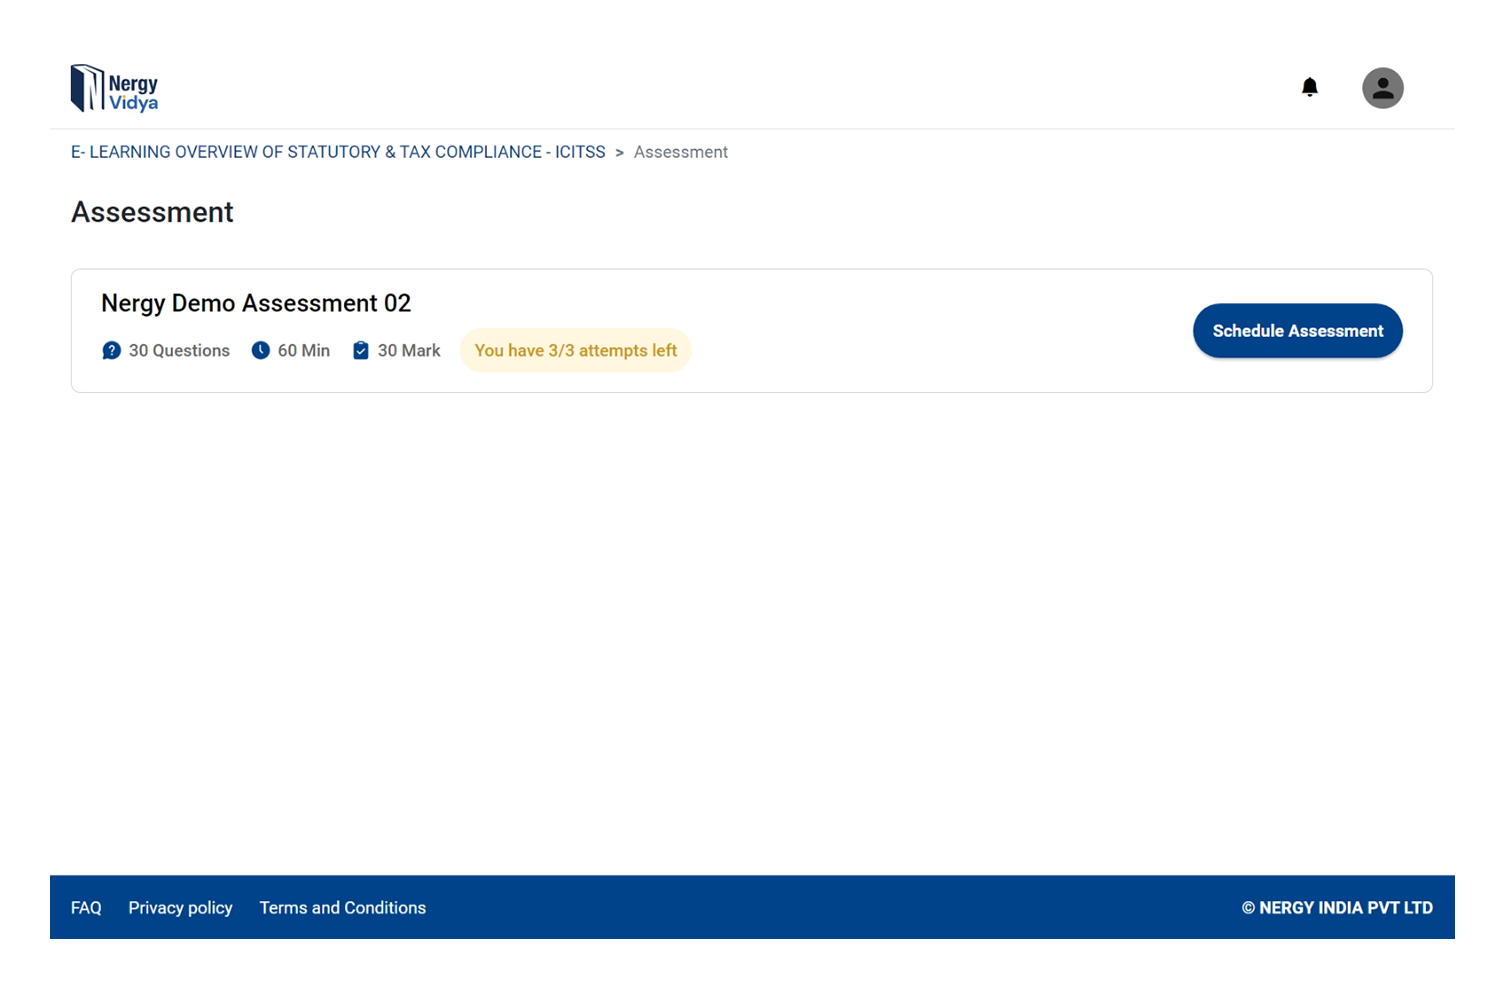 Nergy
Vidya
E- LEARNING OVERVIEW OF STATUTORY & TAX COMPLIANCE - ICITSS > Assessment
Assessment
Nergy Demo Assessment 02
30 Questions 60 Min 30 Mark You have 3/3 attempts left
Schedule Assessment
FAQ Privacy policy Terms and Conditions © NERGY INDIA PVT LTD